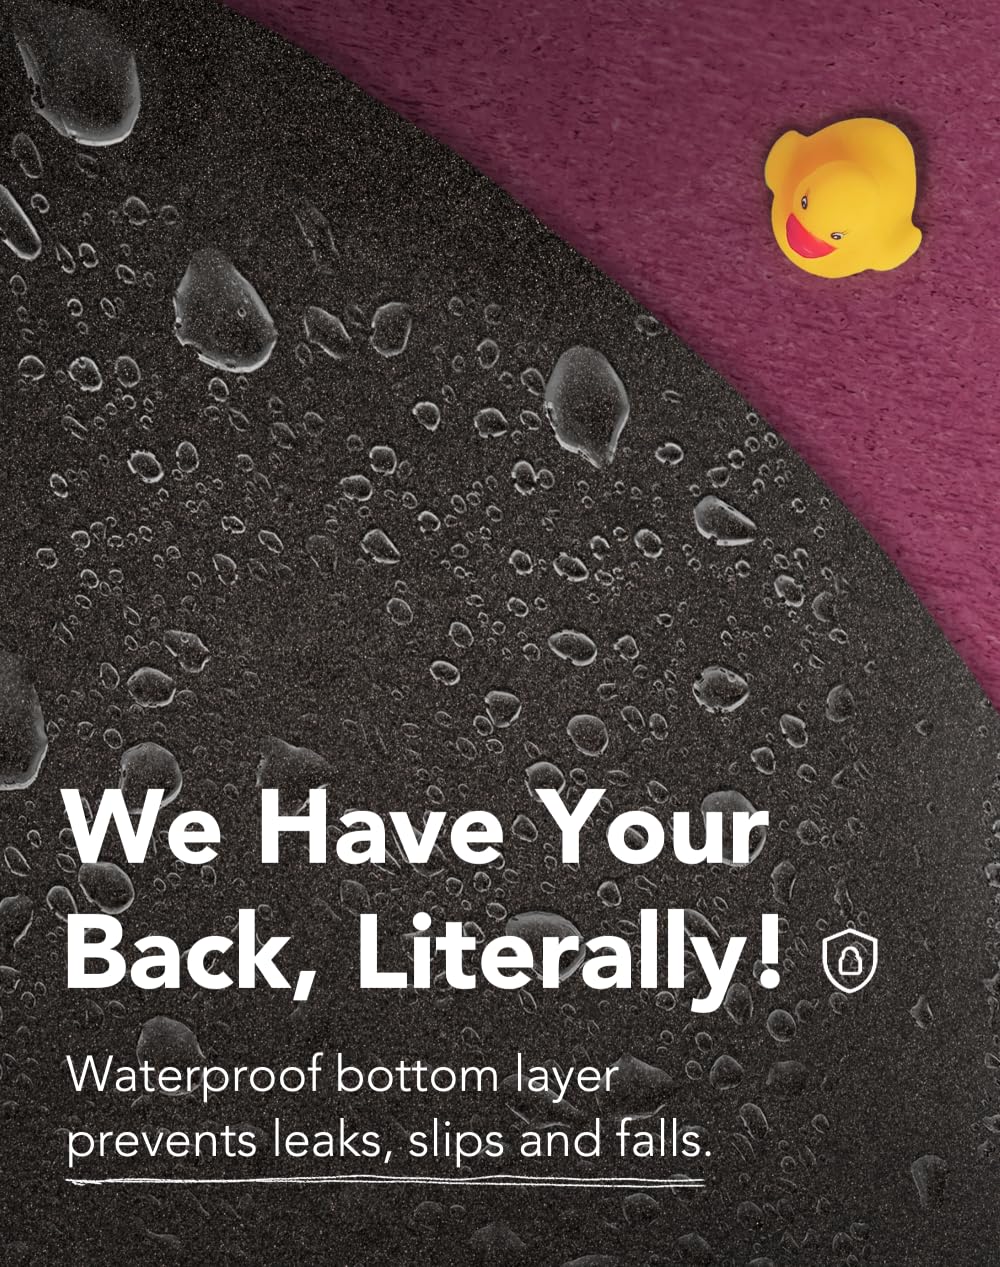 We Have Your
Back, Literally!
Waterproof bottom layer
prevents leaks, slips and falls.